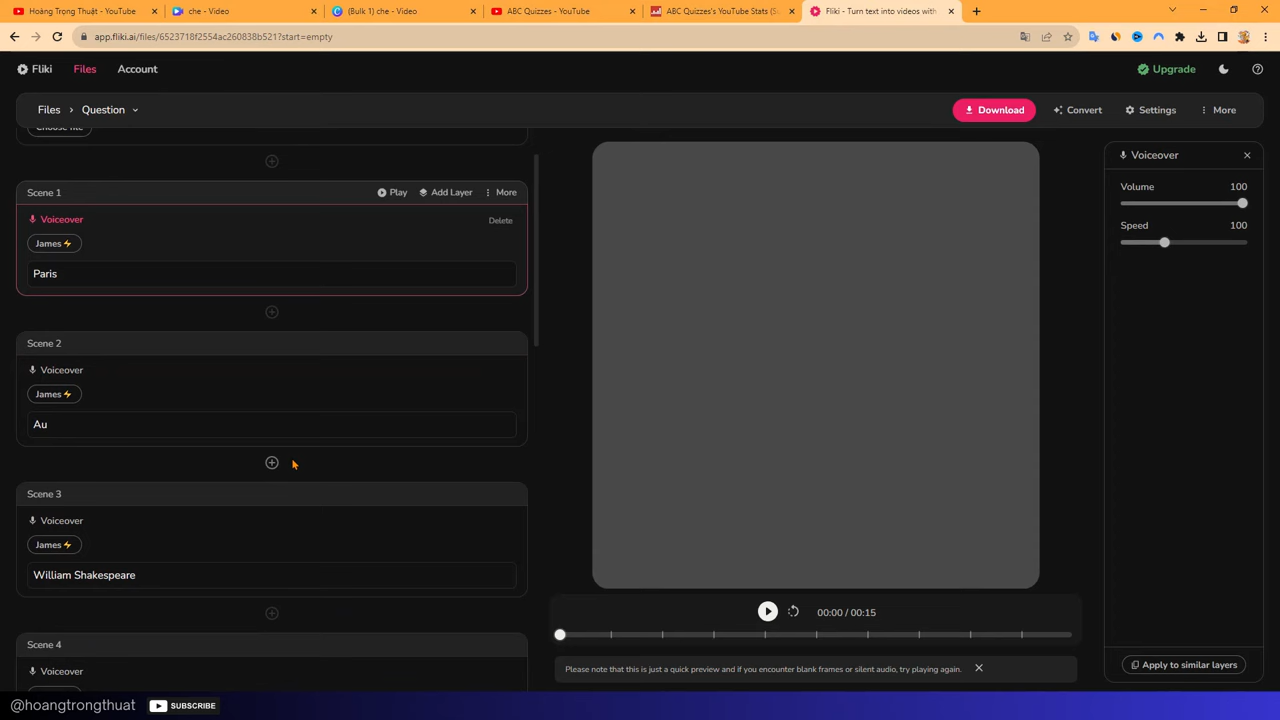 Hoàng Trọng Thuật - YouTube
che - Video
(Bulk 1) che - Video
ABC Quizzes - YouTube
ABC Quizzes's YouTube Stats (Su
Fliki - Turn text into videos with
app.fliki.ai/files/6523718f2554ac260838b521?start=empty
Fliki
Files
Account
Upgrade
Files > Question
Download
Convert
Settings
More
Choose file
Scene 1
Play
Add Layer
More
Voiceover
Delete
James
Paris
Scene 2
Voiceover
James
Au
Scene 3
Voiceover
James
William Shakespeare
Scene 4
Voiceover
00:00 / 00:15
Please note that this is just a quick preview and if you encounter blank frames or silent audio, try playing again.
Voiceover
Volume 100
Speed 100
Apply to similar layers
@hoangtrongthuat
SUBSCRIBE